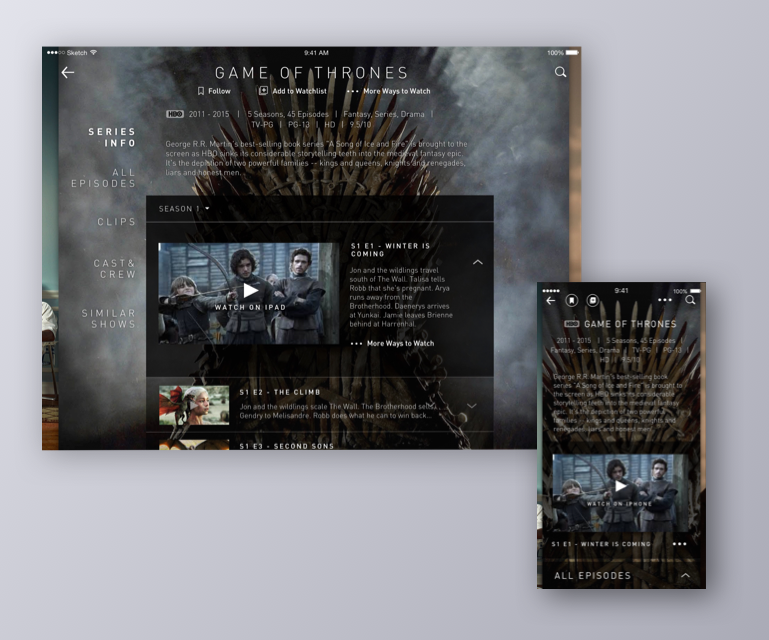 Sketch 9:41 AM 100%
GAME OF THRONES
Follow Add to Watchlist More Ways to Watch
HBO 2011 - 2015 | 5 Seasons, 45 Episodes | Fantasy, Series, Drama |
TV-PG | PG-13 | HD | 9.5/10
George R.R. Martin's best-selling book series "A Song of Ice and Fire" is brought to the
screen as HBO sinks its considerable storytelling teeth into the medieval fantasy epic.
It's the depiction of two powerful families -- kings and queens, knights and renegades,
liars and honest men.
SERIES
INFO
ALL
EPISODES
CLIPS
CAST&
CREW
SIMILAR
SHOWS
SEASON 1
WATCH ON IPAD
S1 E1 - WINTER IS
COMING
Jon and the wildlings travel
south of The Wall. Talisa tells
Robb that she's pregnant. Arya
runs away from the
Brotherhood. Daenerys arrives
at Yunkai. Jamie leaves Brienne
behind at Harrenhal.
More Ways to Watch
S1 E2 - THE CLIMB
Jon and the wildlings scale The Wall. The Brotherhood sells
Gendry to Melisandre. Robb does what he can to win back...
S1 E3 - SECOND SONS
9:41 100%
HBO GAME OF THRONES
2011 - 2015 | 5 Seasons, 45 Episodes |
Fantasy, Series, Drama | TV-PG | PG-13 |
HD | 9.5/10
George R.R. Martin's best-selling book
series "A Song of Ice and Fire" is brought to
the screen as HBO sinks its considerable
storytelling teeth into the medieval fantasy
epic. It's the depiction of two powerful
families -- kings and queens, knights and
renegades, liars and honest men.
WATCH ON IPHONE
S1 E1 - WINTER IS COMING
ALL EPISODES